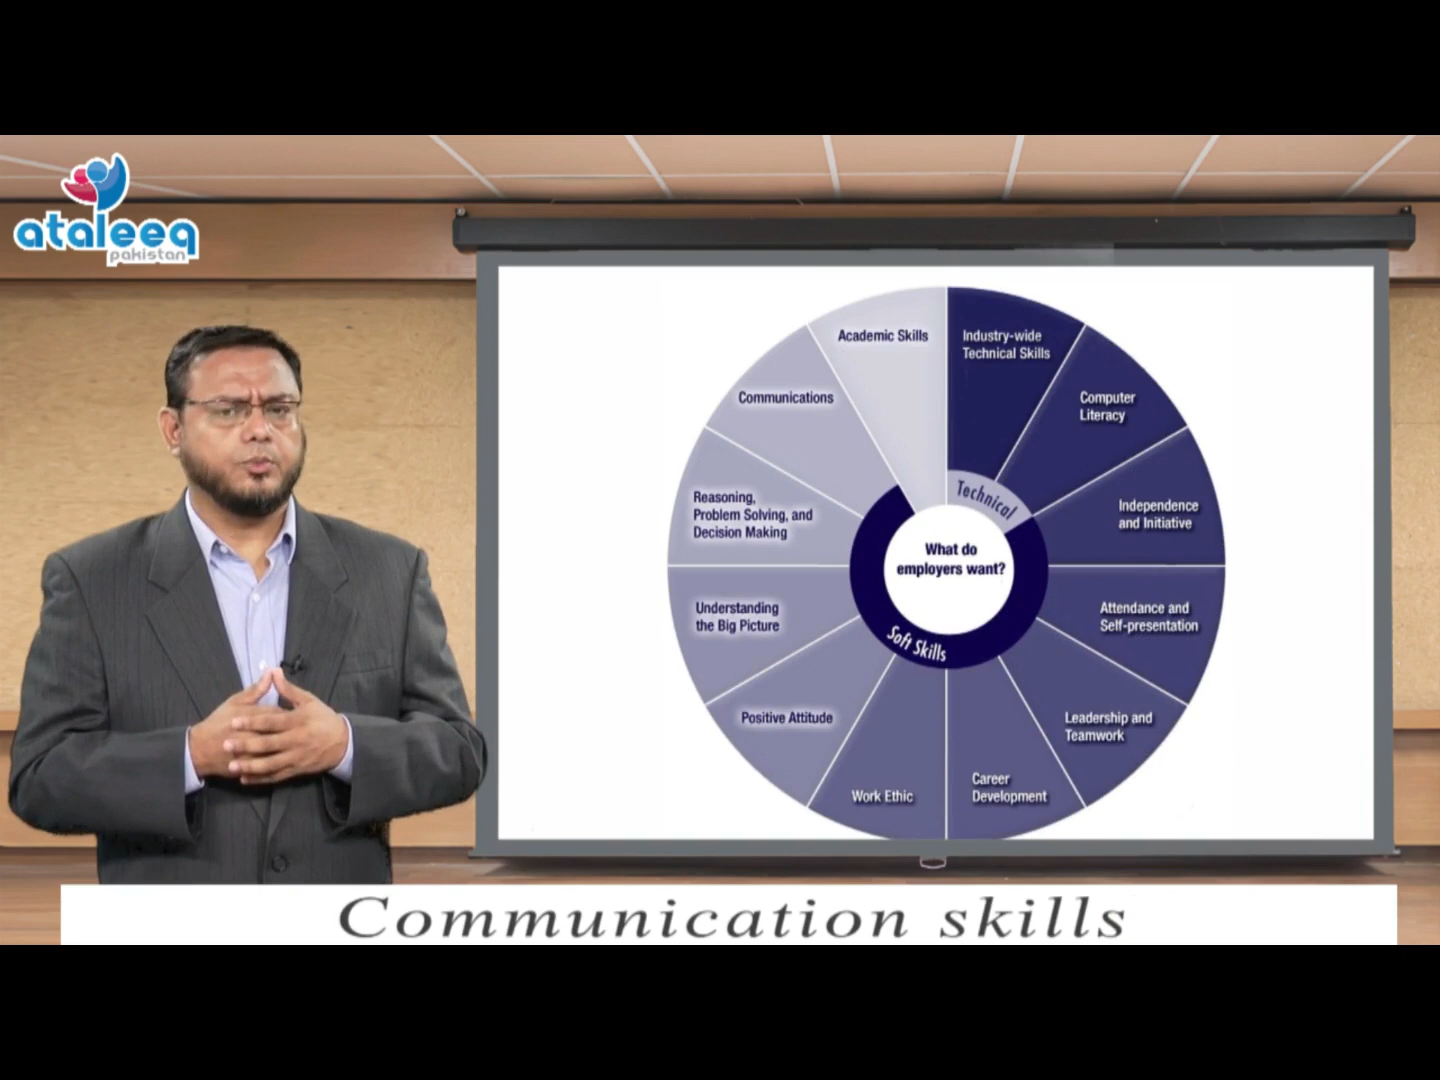 ataleeq
pakistan
Academic Skills
Industry-wide
Technical Skills
Communications
Computer
Literacy
Reasoning,
Problem Solving, and
Decision Making
Technical
Independence
and Initiative
What do
employers want?
Understanding
the Big Picture
Attendance and
Self-presentation
Soft Skills
Positive Attitude
Leadership and
Teamwork
Work Ethic
Career
Development
Communication skills